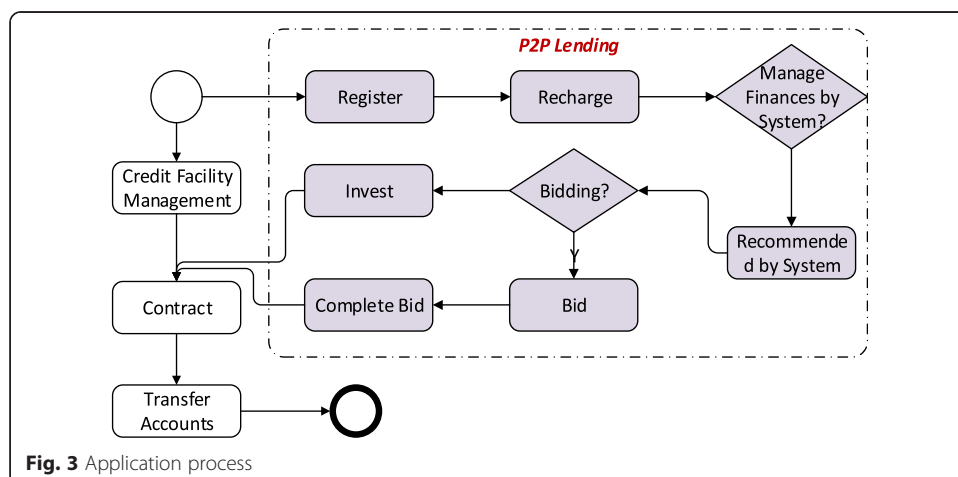 P2P Lending
Register
Recharge
Manage
Finances by
System?
Credit Facility
Management
Invest
Bidding?
Recommende
d by System
Y
Contract
Complete Bid
Bid
Transfer
Accounts
Fig. 3 Application process